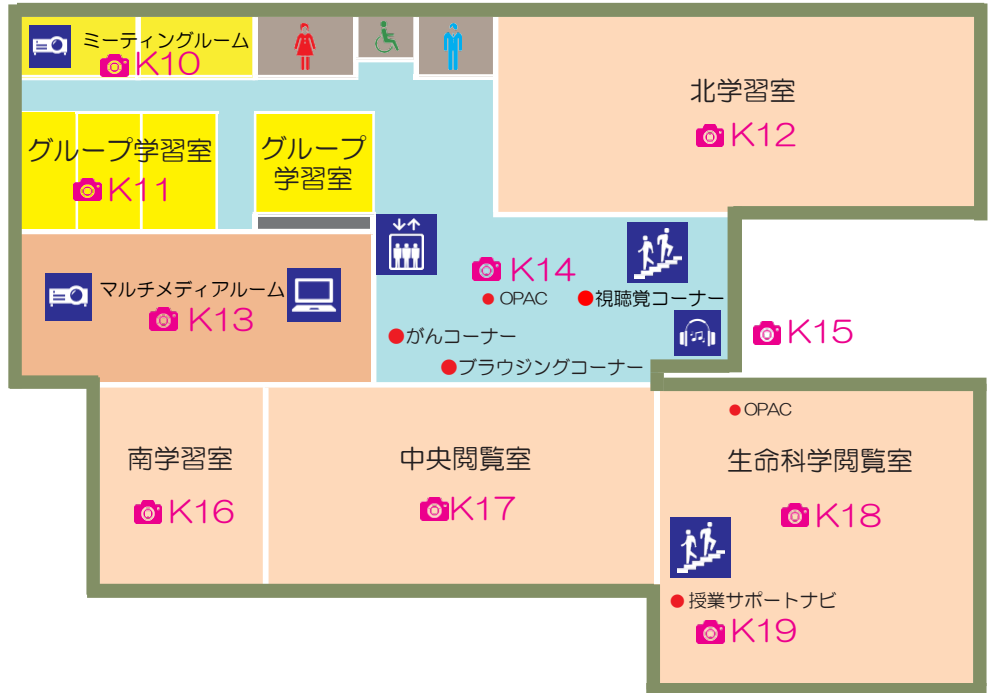 ミーティングルーム
K10
北学習室
K12
グループ学習室
K11
グループ
学習室
マルチメディアルーム
K13
K14
OPAC
視聴覚コーナー
がんコーナー
ブラウジングコーナー
K15
南学習室
K16
中央閲覧室
K17
OPAC
生命科学閲覧室
K18
授業サポートナビ
K19